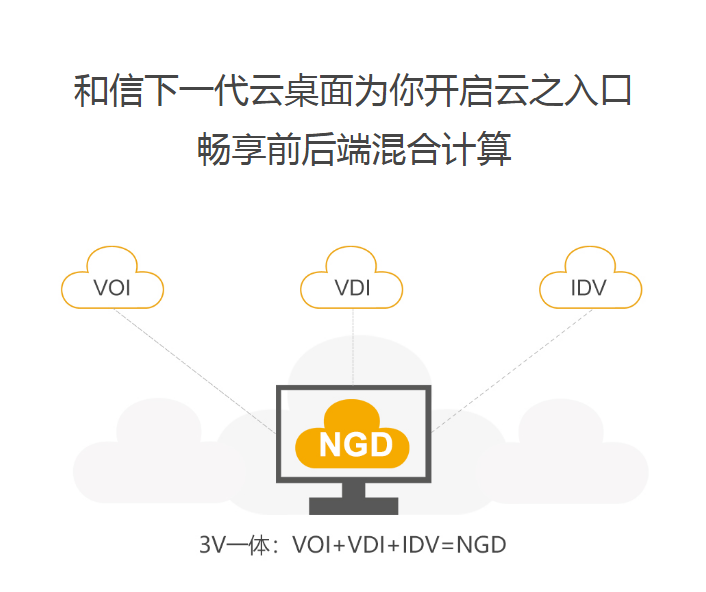 和信下一代云桌面为你开启云之入口
畅享前后端混合计算
VOI
VDI
IDV
NGD
3V一体：VOI+VDI+IDV=NGD